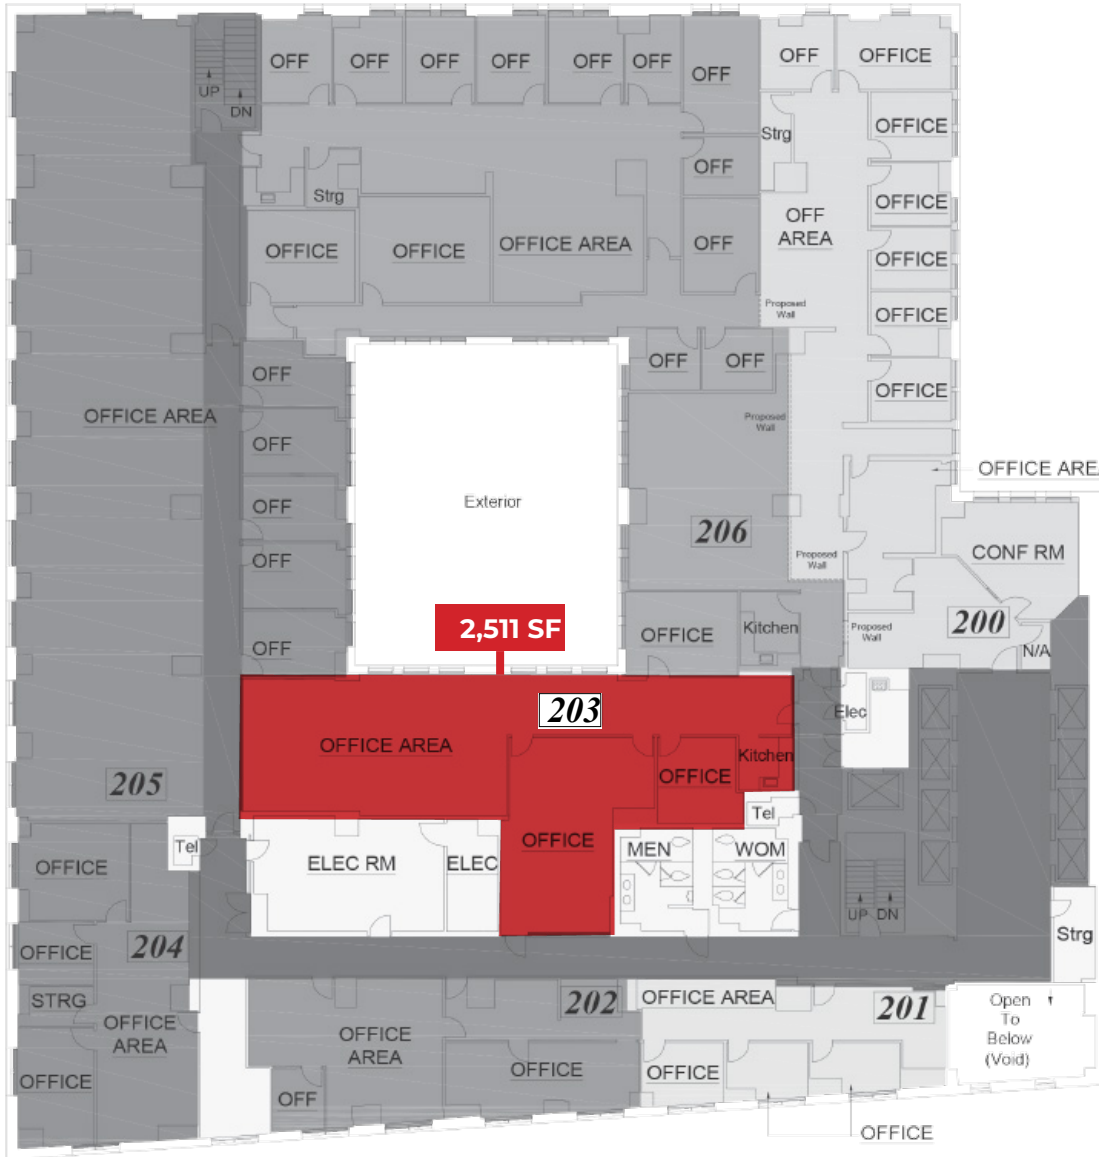 OFF
OFF
OFF
OFF
OFF
OFF
OFF
OFF
OFFICE
UP
DN
Strg
OFFICE
OFF
Strg
OFFICE
OFF
AREA
OFFICE
OFFICE
OFFICE AREA
OFF
OFFICE
Proposed
Wall
OFFICE
OFF
OFF
OFF
OFFICE
OFFICE AREA
Proposed
Wall
OFF
OFFICE AREA
Exterior
OFF
206
OFF
Proposed
Wall
CONF RM
2,511 SF
OFF
OFFICE
Kitchen
Proposed
Wall
200
N/A
203
Elec
OFFICE AREA
Kitchen
OFFICE
205
Tel
Tel
OFFICE
OFFICE
ELEC RM
ELEC
MEN
WOM
UP
DN
Strg
OFFICE
204
STRG
OFFICE
AREA
OFFICE
202
OFFICE AREA
201
Open
To
Below
(Void)
OFFICE
AREA
OFFICE
OFFICE
OFF
OFFICE